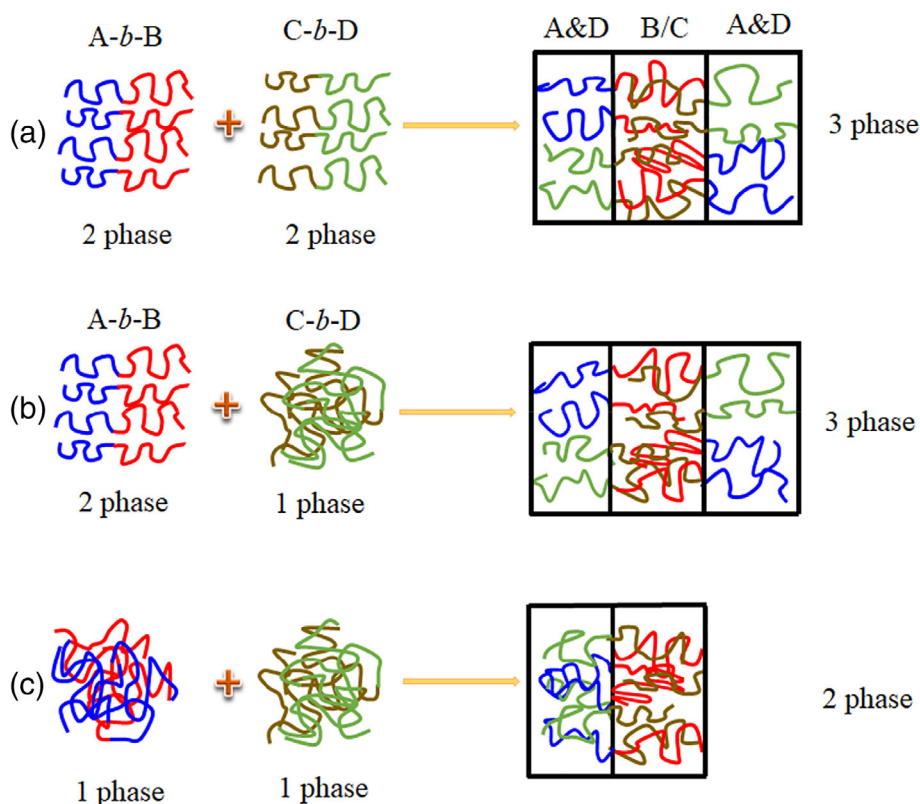 A-b-B C-b-D A&D B/C A&D
(a) 3 phase
2 phase 2 phase
A-b-B C-b-D
(b) 3 phase
2 phase 1 phase
(c) 2 phase
1 phase 1 phase